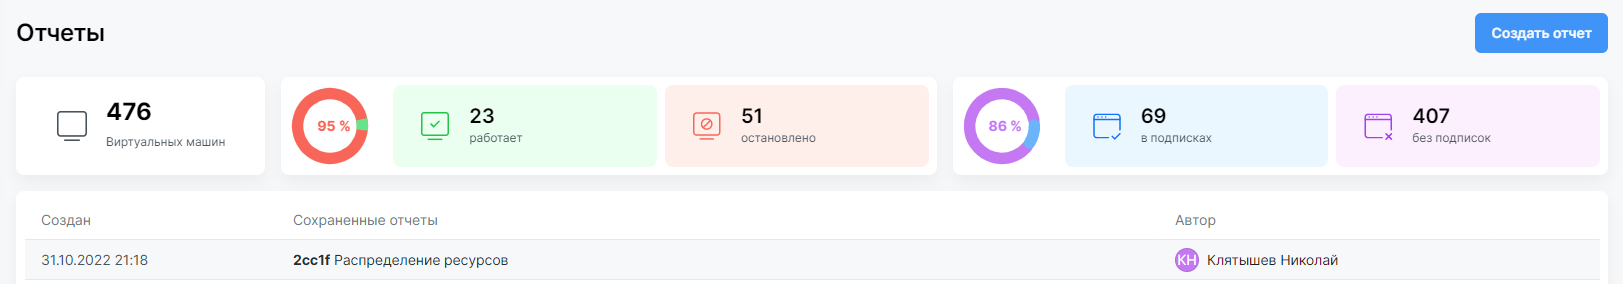 Отчеты
Создать отчет
476
Виртуальных машин
95 %
23
работает
51
остановлено
86 %
69
в подписках
407
без подписок
Создан Сохраненные отчеты Автор
31.10.2022 21:18 2cc1f Распределение ресурсов КН Клятышев Николай